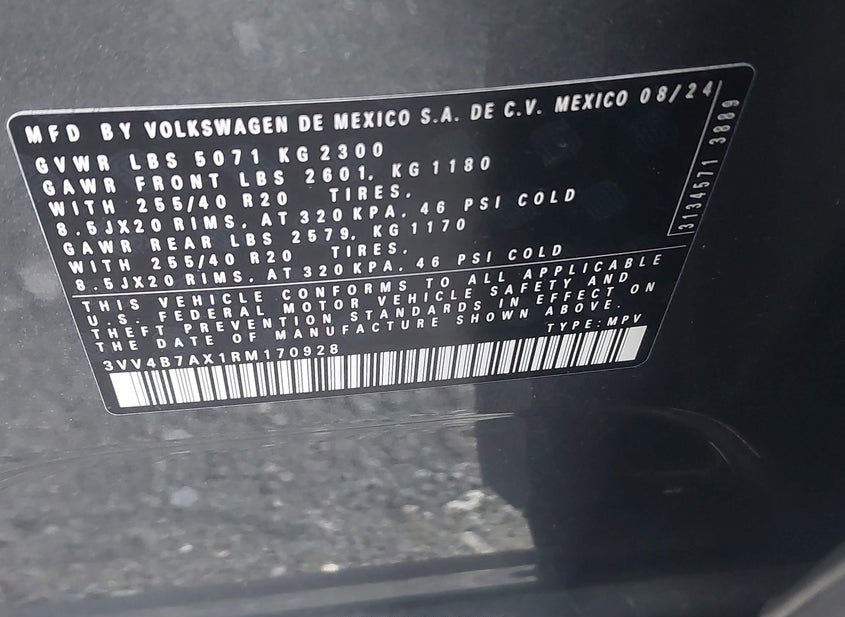 MFD BY VOLKSWAGEN DE MEXICO S.A. DE C.V. MEXICO 08/24
GVWR LBS 5071 KG 2300
GAWR FRONT LBS 2601. KG 1180
WITH 255/40 R20 TIRES.
8.5JX20 RIMS. AT 320 KPA. 46 PSI COLD
GAWR REAR LBS 2579. KG 1170
WITH 255/40 R20 TIRES.
8.5JX20 RIMS. AT 320 KPA. 46 PSI COLD
THIS VEHICLE CONFORMS TO ALL APPLICABLE
U.S. FEDERAL MOTOR VEHICLE SAFETY AND
THEFT PREVENTION STANDARDS IN EFFECT ON
THE DATE OF MANUFACTURE SHOWN ABOVE.
TYPE: MPV
3VV4B7AX1RM170928
3134571 3889